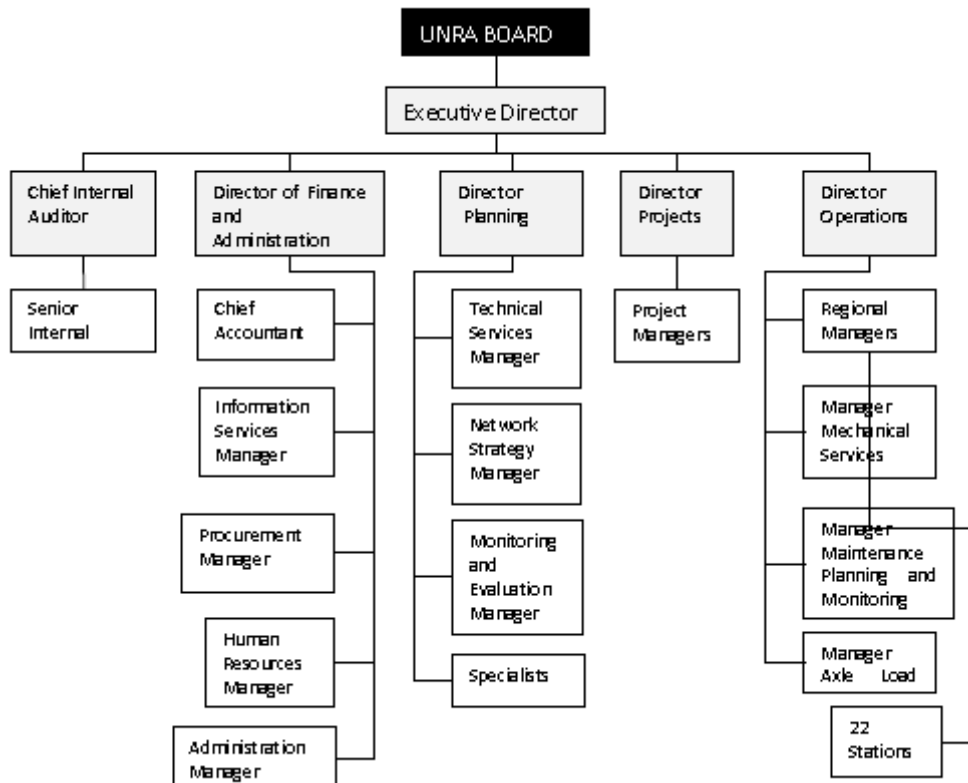 UNRA BOARD
Executive Director
Chief Internal
Auditor
Director of Finance
and
Administration
Director
Planning
Director
Projects
Director
Operations
Senior
Internal
Chief
Accountant
Information
Services
Manager
Procurement
Manager
Human
Resources
Manager
Administration
Manager
Technical
Services
Manager
Network
Strategy
Manager
Monitoring
and
Evaluation
Manager
Specialists
Project
Managers
Regional
Managers
Manager
Mechanical
Services
Manager
Maintenance
Planning and
Monitoring
Manager
Axle Load
22
Stations